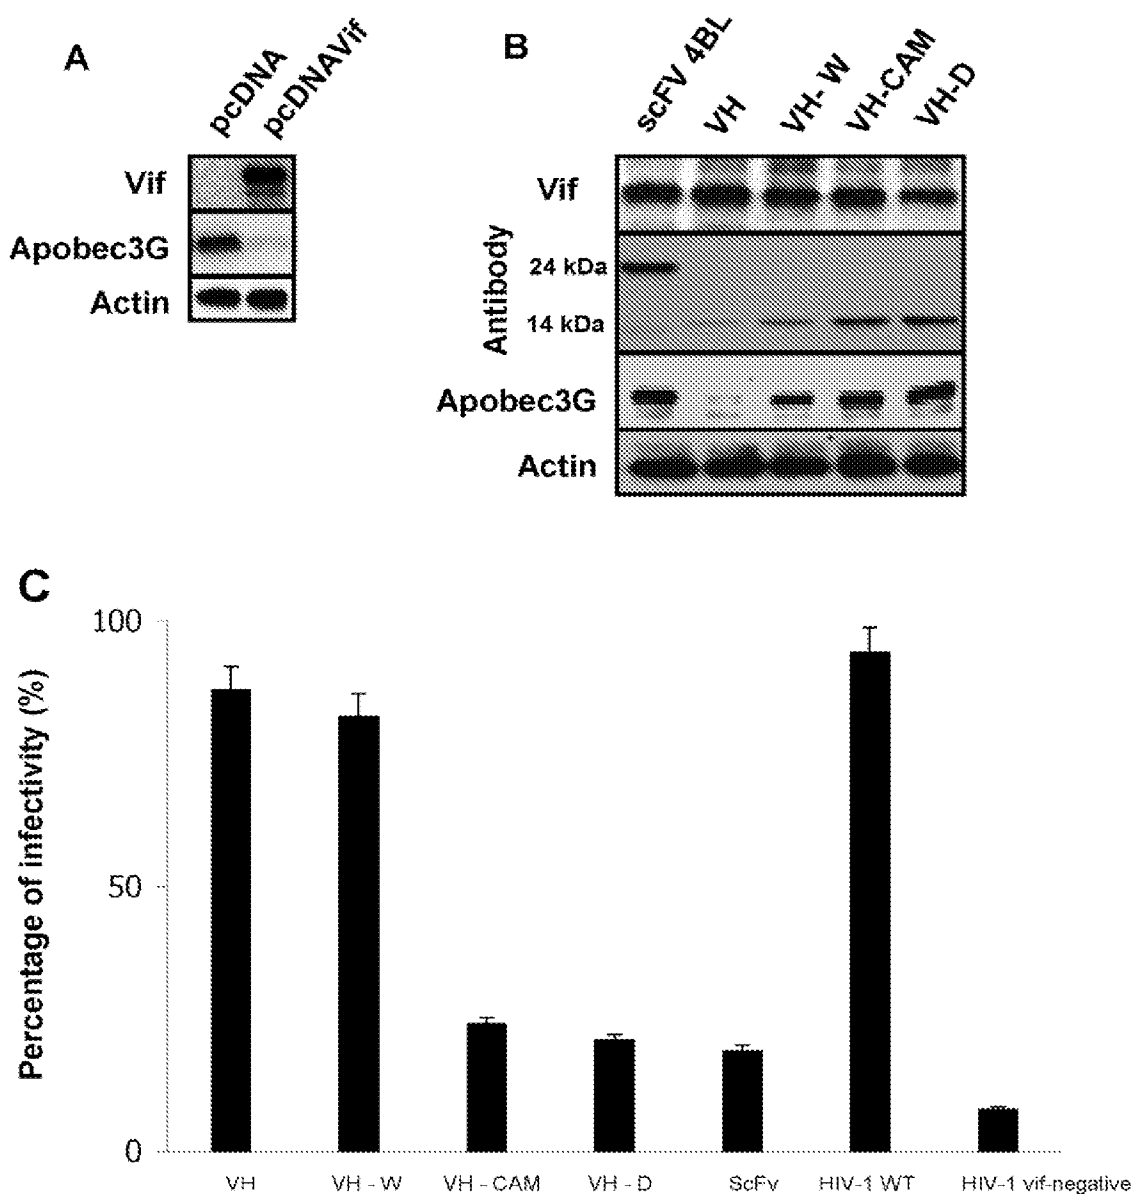 A
pcDNA
pcDNAVif
Vif
Apobec3G
Actin
B
scFV 4BL
VH
VH- W
VH-CAM
VH-D
Vif
Antibody
24 kDa
14 kDa
Apobec3G
Actin
C
Percentage of infectivity (%)
100
50
0
VH
VH - W
VH - CAM
VH - D
ScFv
HIV-1 WT
HIV-1 vif-negative